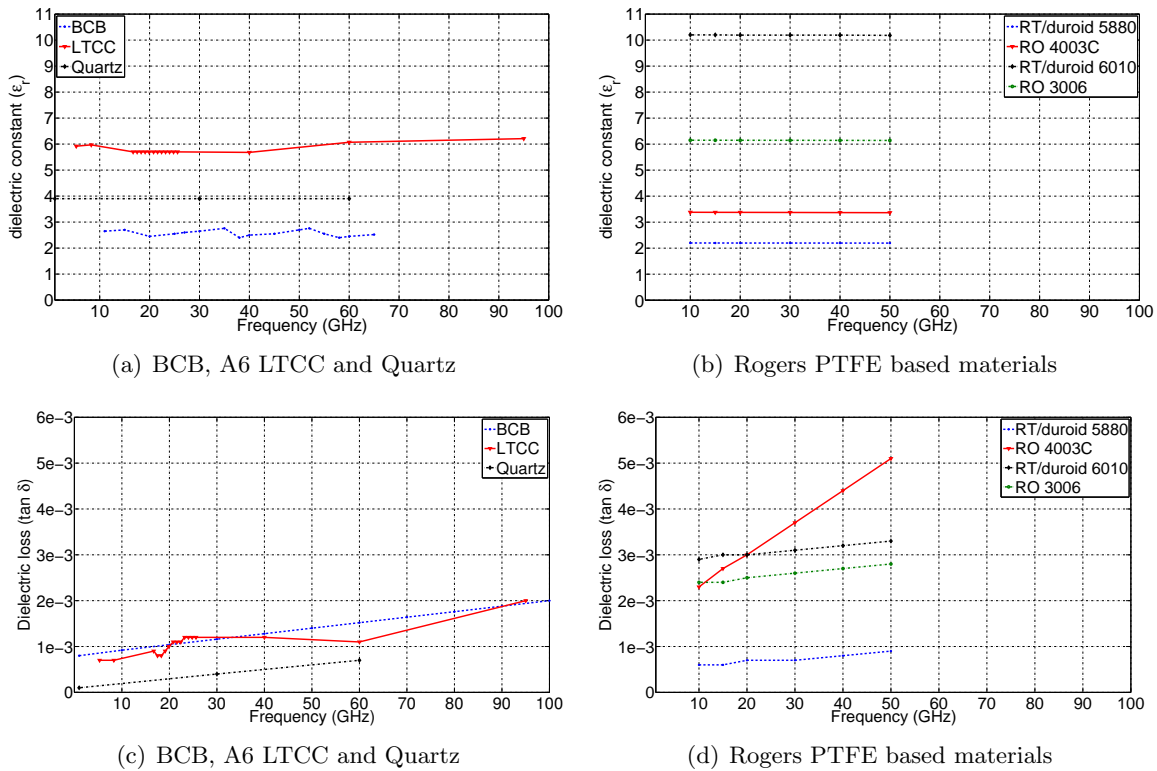 dielectric constant (εr)
11
10
9
8
7
6
5
4
3
2
1
0
BCB
LTCC
Quartz
10 20 30 40 50 60 70 80 90 100
Frequency (GHz)
(a) BCB, A6 LTCC and Quartz
dielectric constant (εr)
11
10
9
8
7
6
5
4
3
2
1
0
RT/duroid 5880
RO 4003C
RT/duroid 6010
RO 3006
10 20 30 40 50 60 70 80 90 100
Frequency (GHz)
(b) Rogers PTFE based materials
Dielectric loss (tan δ)
6e−3
5e−3
4e−3
3e−3
2e−3
1e−3
0
BCB
LTCC
Quartz
10 20 30 40 50 60 70 80 90 100
Frequency (GHz)
(c) BCB, A6 LTCC and Quartz
Dielectric loss (tan δ)
6e−3
5e−3
4e−3
3e−3
2e−3
1e−3
0
RT/duroid 5880
RO 4003C
RT/duroid 6010
RO 3006
10 20 30 40 50 60 70 80 90 100
Frequency (GHz)
(d) Rogers PTFE based materials